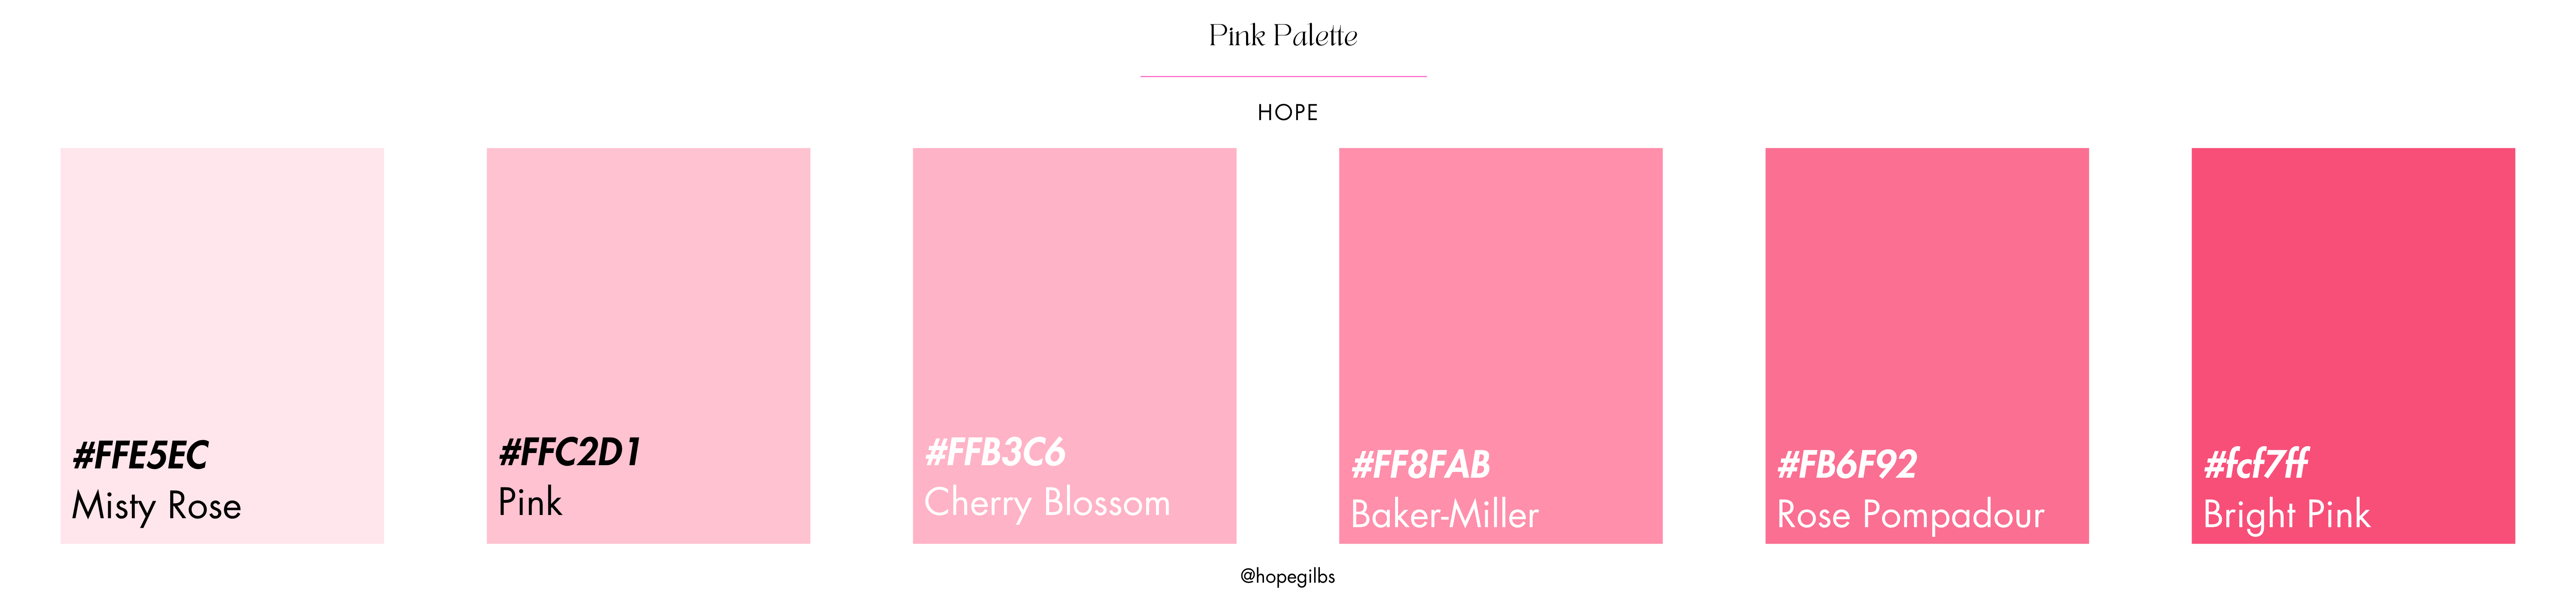 Pink Palette
HOPE
#FFE5EC
Misty Rose
#FFC2D1
Pink
#FFB3C6
Cherry Blossom
#FF8FAB
Baker-Miller
#FB6F92
Rose Pompadour
#fcf7ff
Bright Pink
@hopegilbs